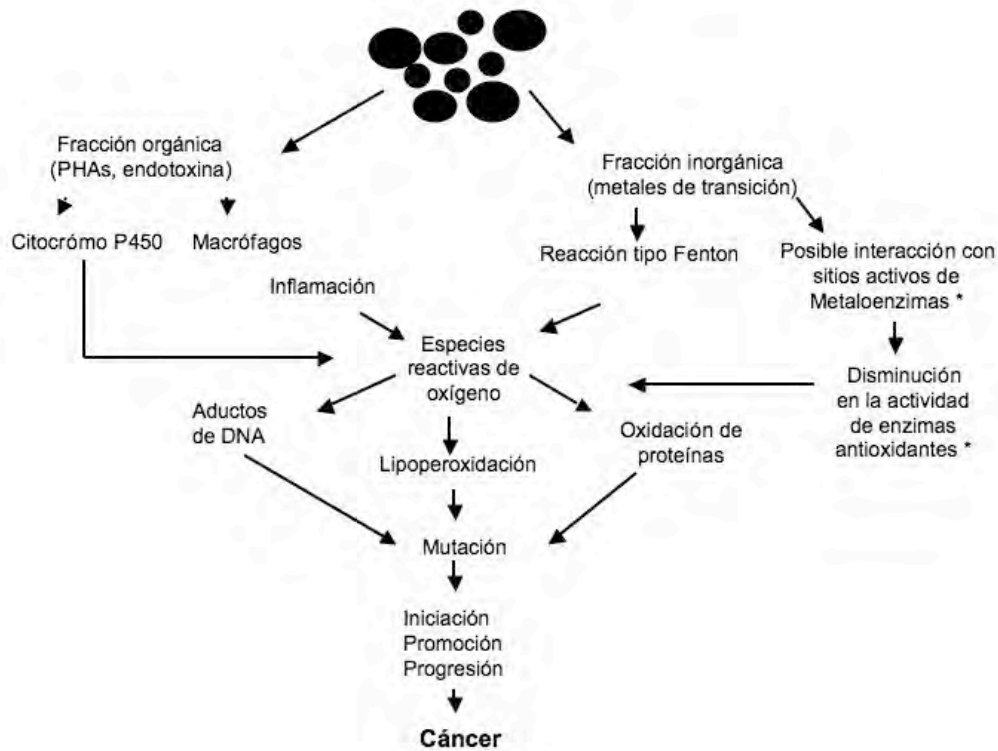 Fracción orgánica
(PHAs, endotoxina)
Fracción inorgánica
(metales de transición)
Citocrómo P450
Macrófagos
Reacción tipo Fenton
Posible interacción con
sitios activos de
Metaloenzimas *
Inflamación
Especies
reactivas de
oxígeno
Disminución
en la actividad
de enzimas
antioxidantes *
Aductos
de DNA
Lipoperoxidación
Oxidación de
proteínas
Mutación
Iniciación
Promoción
Progresión
Cáncer